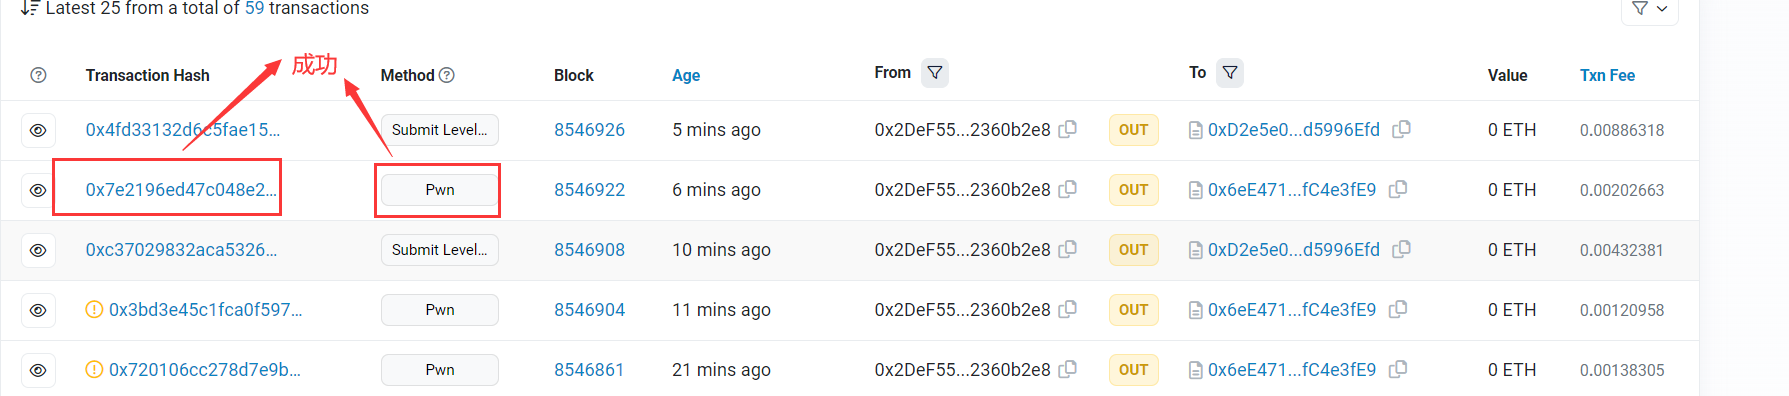 Latest 25 from a total of 59 transactions
成功
Transaction Hash Method Block Age From To Value Txn Fee
0x4fd33132d6c5fae15... Submit Level... 8546926 5 mins ago 0x2DeF55...2360b2e8 OUT 0xD2e5e0...d5996Efd 0 ETH 0.00886318
0x7e2196ed47c048e2... Pwn 8546922 6 mins ago 0x2DeF55...2360b2e8 OUT 0x6eE471...fC4e3fE9 0 ETH 0.00202663
0xc37029832aca5326... Submit Level... 8546908 10 mins ago 0x2DeF55...2360b2e8 OUT 0xD2e5e0...d5996Efd 0 ETH 0.00432381
0x3bd3e45c1fca0f597... Pwn 8546904 11 mins ago 0x2DeF55...2360b2e8 OUT 0x6eE471...fC4e3fE9 0 ETH 0.00120958
0x720106cc278d7e9b... Pwn 8546861 21 mins ago 0x2DeF55...2360b2e8 OUT 0x6eE471...fC4e3fE9 0 ETH 0.00138305